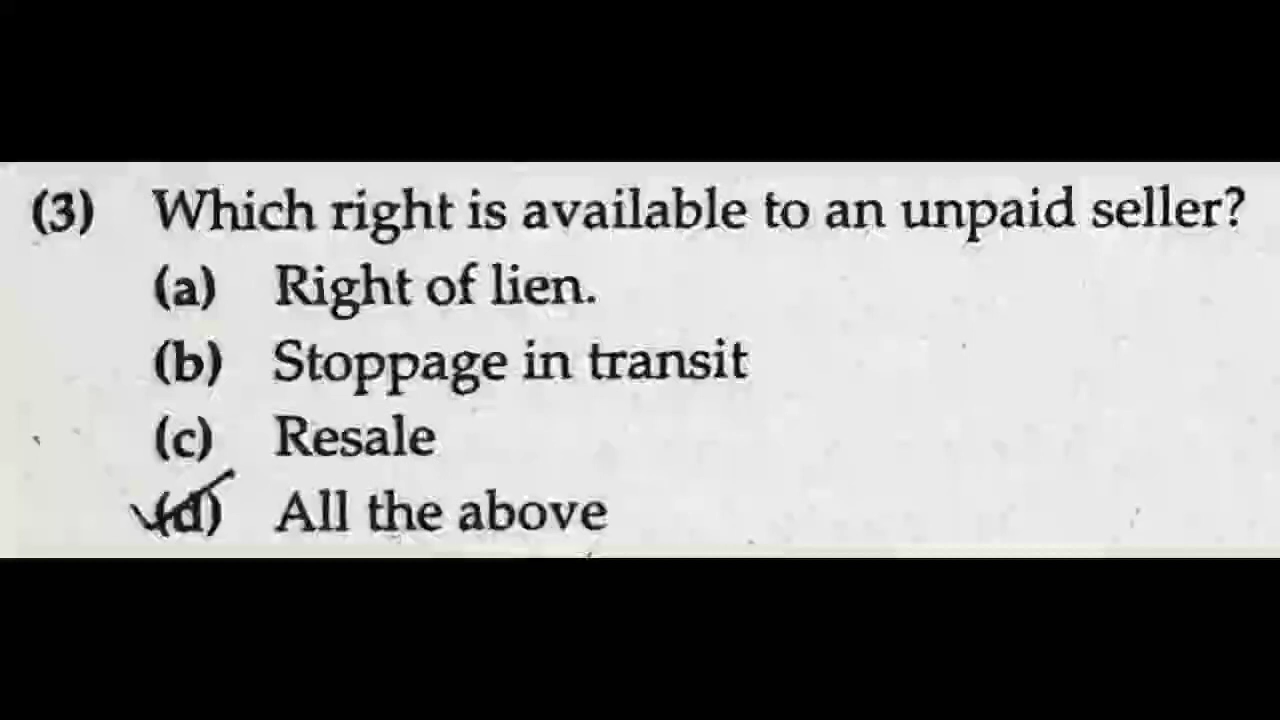 (3) Which right is available to an unpaid seller?
(a) Right of lien.
(b) Stoppage in transit
(c) Resale
(d) All the above